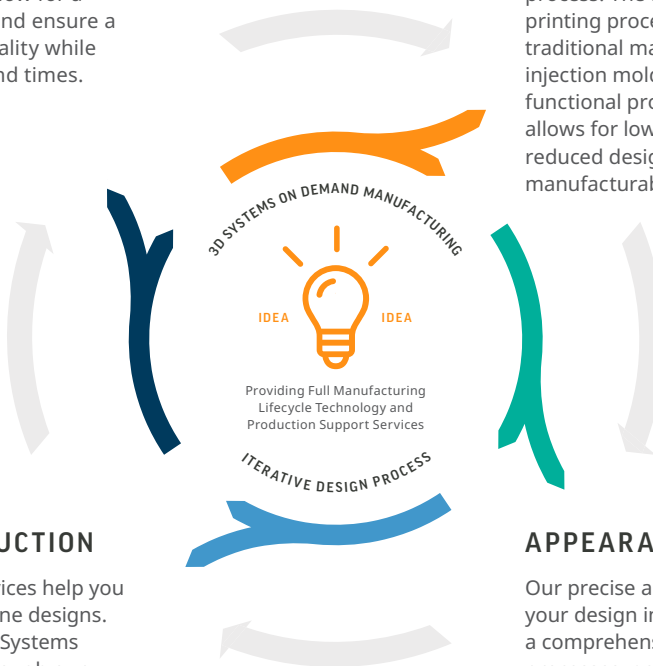 nd ensure a
ality while
nd times.
printing proce
traditional ma
injection mold
functional pro
allows for low
reduced desig
manufacturab
3D SYSTEMS ON DEMAND MANUFACTURING
IDEA IDEA
Providing Full Manufacturing
Lifecycle Technology and
Production Support Services
ITERATIVE DESIGN PROCESS
UCTION
vices help you
ne designs.
Systems
APPEARA
Our precise a
your design in
a comprehens